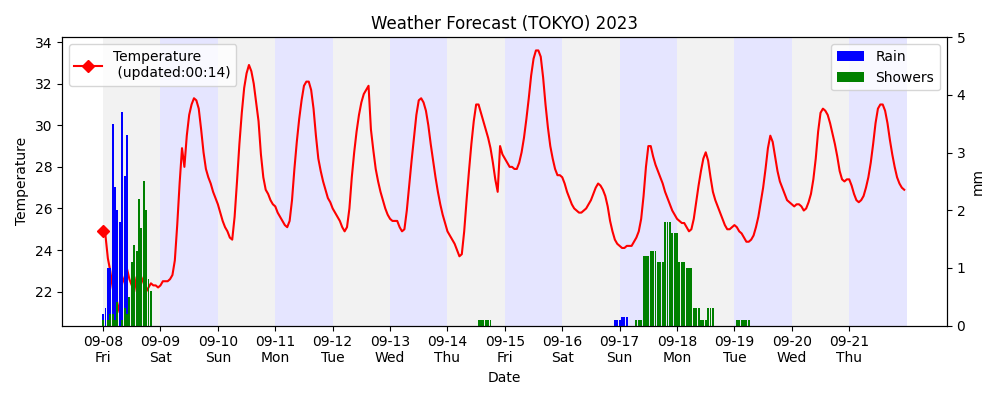 Weather Forecast (TOKYO) 2023
Temperature
(updated:00:14)
Rain
Showers
Temperature
34
32
30
28
26
24
22
5
4
3
2
1
0
mm
09-08 09-09 09-10 09-11 09-12 09-13 09-14 09-15 09-16 09-17 09-18 09-19 09-20 09-21
Fri Sat Sun Mon Tue Wed Thu Fri Sat Sun Mon Tue Wed Thu
Date